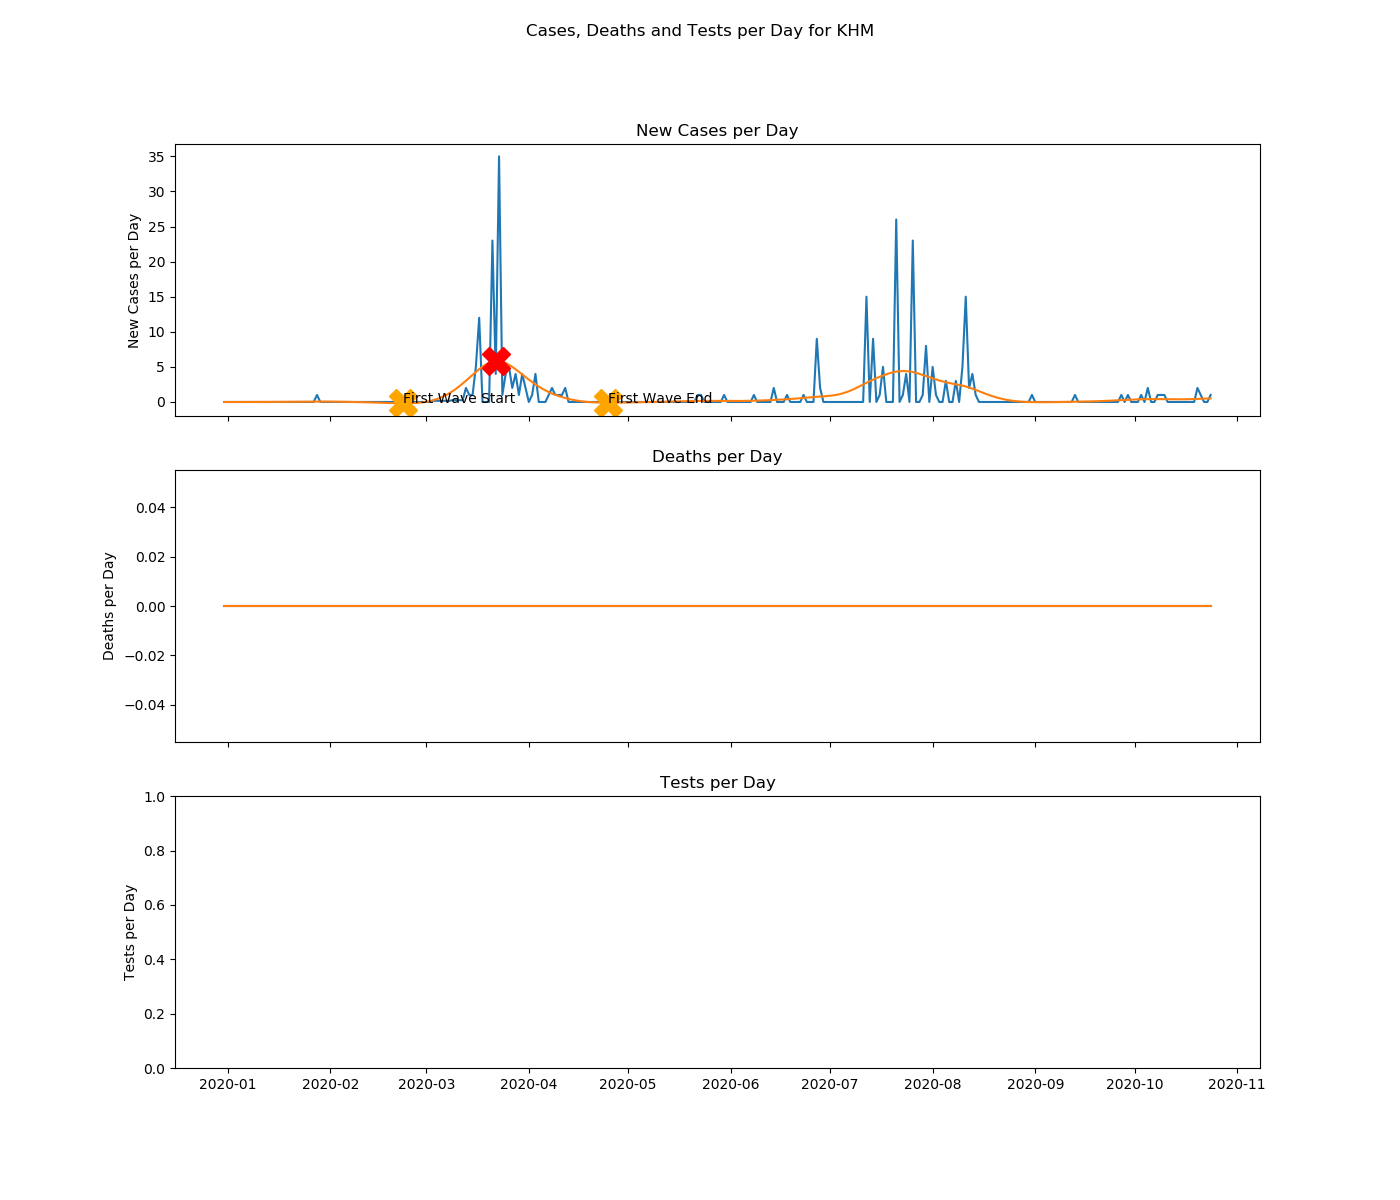 Cases, Deaths and Tests per Day for KHM
New Cases per Day
New Cases per Day
35
30
25
20
15
10
5
0
First Wave Start
First Wave End
Deaths per Day
Deaths per Day
0.04
0.02
0.00
−0.02
−0.04
Tests per Day
Tests per Day
1.0
0.8
0.6
0.4
0.2
0.0
2020-01 2020-02 2020-03 2020-04 2020-05 2020-06 2020-07 2020-08 2020-09 2020-10 2020-11